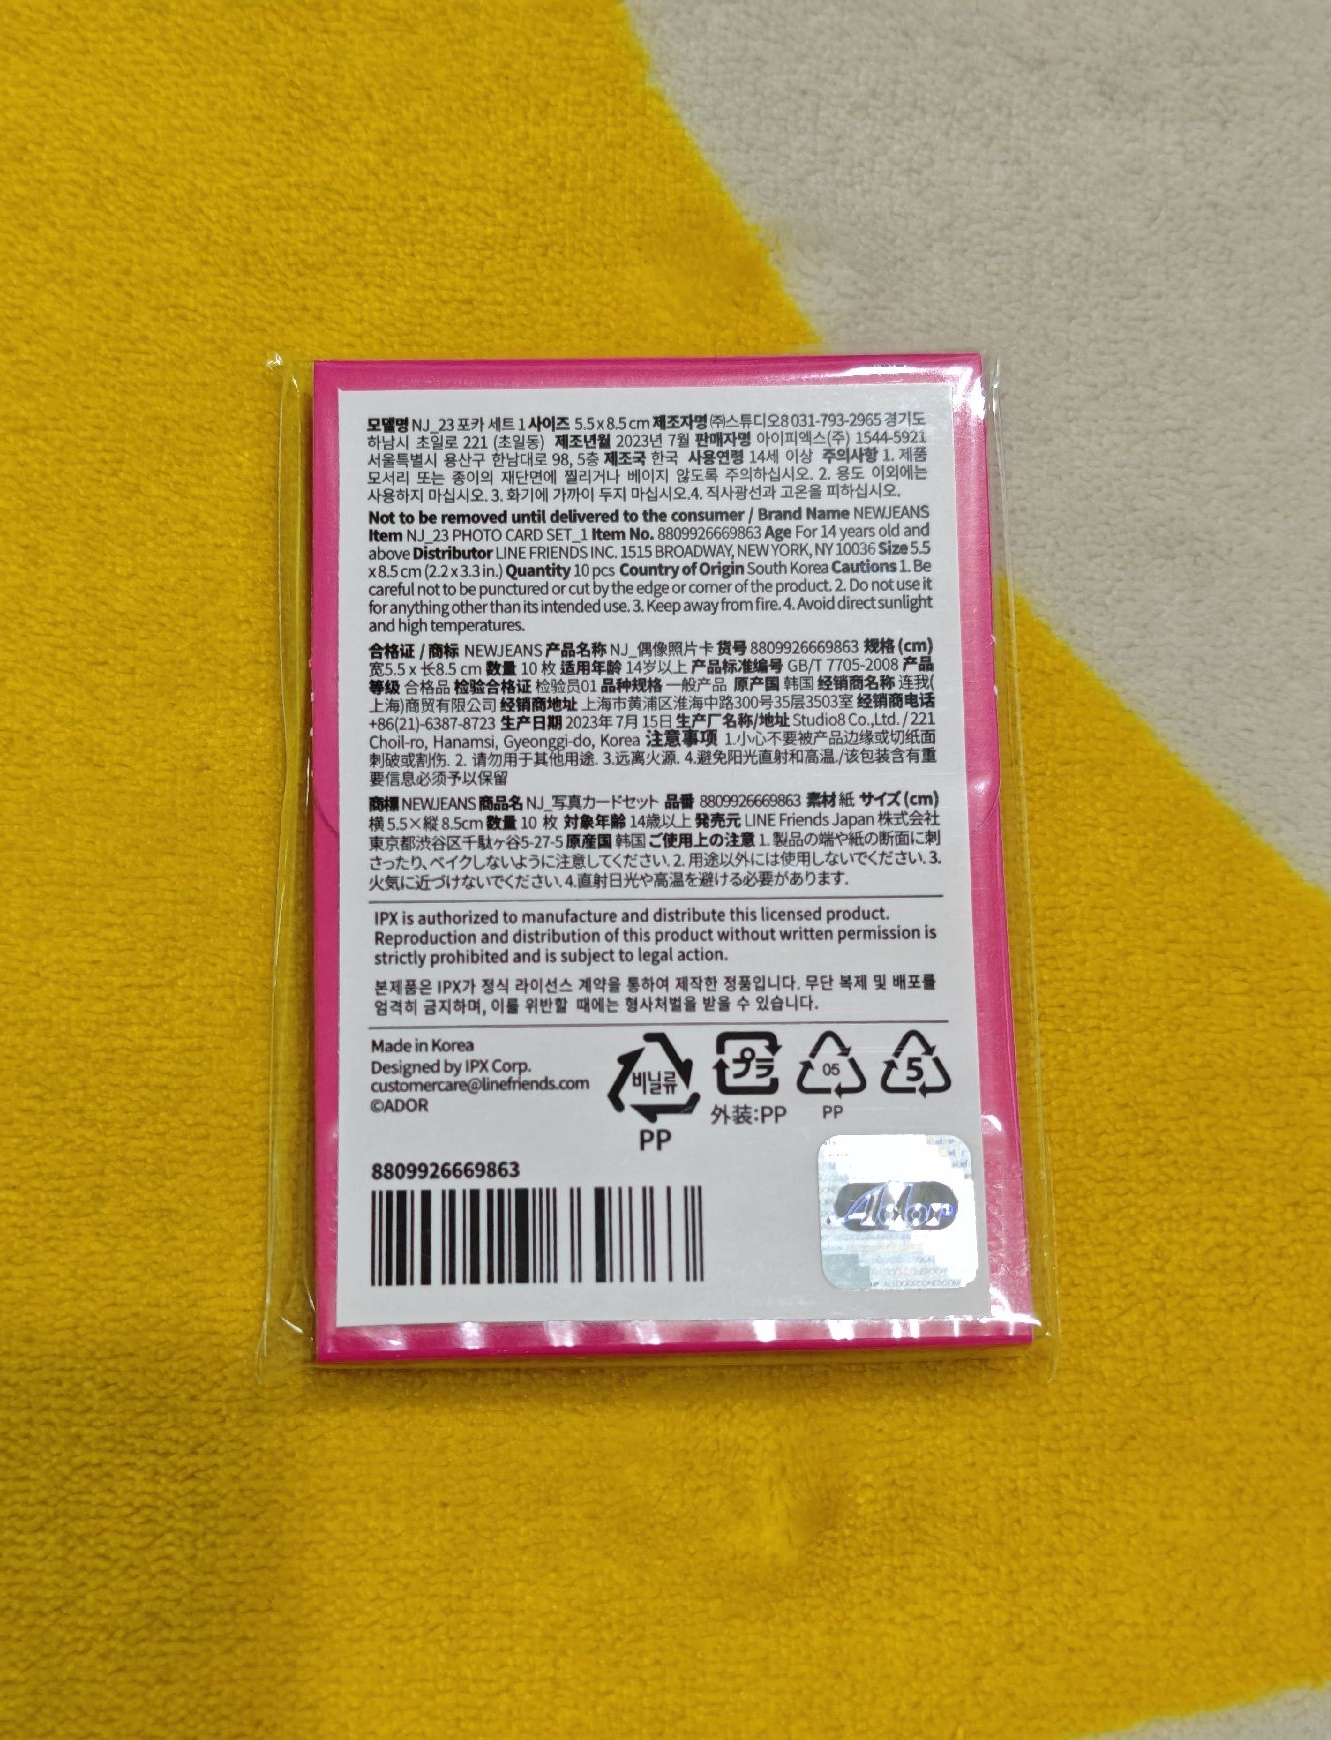 모델명 NJ_23 포카 세트 1 사이즈 5.5 x 8.5 cm 제조자명 (주)스튜디오8 031-793-2965 경기도
하남시 초일로 221 (초일동) 제조년월 2023년 7월 판매자명 아이피엑스(주) 1544-5921
서울특별시 용산구 한남대로 98, 5층 제조국 한국 사용연령 14세 이상 주의사항 1. 제품
모서리 또는 종이의 재단면에 찔리거나 베이지 않도록 주의하십시오. 2. 용도 이외에는
사용하지 마십시오. 3. 화기에 가까이 두지 마십시오.4. 직사광선과 고온을 피하십시오.
Not to be removed until delivered to the consumer / Brand Name NEWJEANS
Item NJ_23 PHOTO CARD SET_1 Item No. 8809926669863 Age For 14 years old and
above Distributor LINE FRIENDS INC. 1515 BROADWAY, NEW YORK, NY 10036 Size 5.5
x 8.5 cm (2.2 x 3.3 in.) Quantity 10 pcs Country of Origin South Korea Cautions 1. Be
careful not to be punctured or cut by the edge or corner of the product. 2. Do not use it
for anything other than its intended use. 3. Keep away from fire. 4. Avoid direct sunlight
and high temperatures.
合格证 / 商标 NEWJEANS 产品名称 NJ_偶像照片卡 货号 8809926669863 规格 (cm)
宽5.5 x 长8.5 cm 数量 10 枚 适用年龄 14岁以上 产品标准编号 GB/T 7705-2008 产品
等级 合格品 检验合格证 检验员01 品种规格 一般产品 原产国 韩国 经销商名称 连我(
上海)商贸有限公司 经销商地址 上海市黄浦区淮海中路300号35层3503室 经销商电话
+86(21)-6387-8723 生产日期 2023年 7月 15日 生产厂名称/地址 Studio8 Co.,Ltd. / 221
Choil-ro, Hanamsi, Gyeonggi-do, Korea 注意事项 1.小心不要被产品边缘或切纸面
刺破或割伤. 2. 请勿用于其他用途. 3.远离火源. 4.避免阳光直射和高温./该包装含有重
要信息必须予以保留
商標 NEWJEANS 商品名 NJ_写真カードセット 品番 8809926669863 素材 紙 サイズ (cm)
横 5.5×縦 8.5cm 数量 10 枚 対象年齢 14歳以上 発売元 LINE Friends Japan 株式会社
東京都渋谷区千駄ヶ谷5-27-5 原産国 韓国 ご使用上の注意 1. 製品の端や紙の断面に刺
さったり、ベイクしないように注意してください. 2. 用途以外には使用しないでください. 3.
火気に近づけないでください. 4.直射日光や高温を避ける必要があります.
IPX is authorized to manufacture and distribute this licensed product.
Reproduction and distribution of this product without written permission is
strictly prohibited and is subject to legal action.
본제품은 IPX가 정식 라이선스 계약을 통하여 제작한 정품입니다. 무단 복제 및 배포를
엄격히 금지하며, 이를 위반할 때에는 형사처벌을 받을 수 있습니다.
Made in Korea
Designed by IPX Corp.
customercare@linefriends.com
©ADOR
비닐류
PP
プラ
外装:PP
05
PP
5
8809926669863
Ador